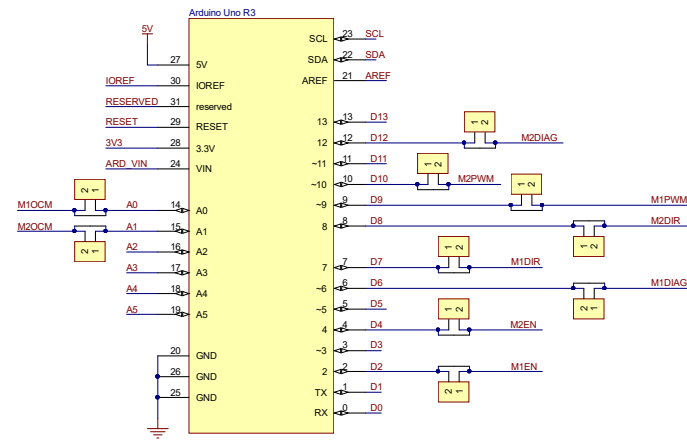 Arduino Uno R3
5V
23 SCL
SCL
22 SDA
SDA
27 5V
21 AREF
AREF
IOREF 30 IOREF
RESERVED 31 reserved
RESET 29 RESET
3V3 28 3.3V
ARD_VIN 24 VIN
13 13 D13
12 12 D12 1 2 M2DIAG
~11 11 D11
~10 10 D10 1 2 M2PWM
~9 9 D9 1 2 M1PWM
8 8 D8 1 2 M2DIR
M1OCM 2 1 A0 14 A0
M2OCM 2 1 A1 15 A1
A2 16 A2
A3 17 A3
A4 18 A4
A5 19 A5
7 7 D7 1 2 M1DIR
~6 6 D6 2 1 M1DIAG
~5 5 D5
4 4 D4 1 2 M2EN
~3 3 D3
2 2 D2 2 1 M1EN
TX 1 D1
RX 0 D0
20 GND
26 GND
25 GND